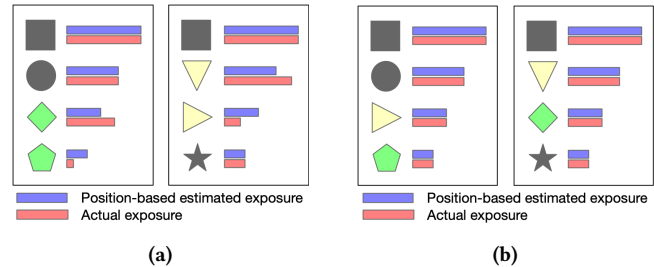 Position-based estimated exposure
Actual exposure
(a)
Position-based estimated exposure
Actual exposure
(b)